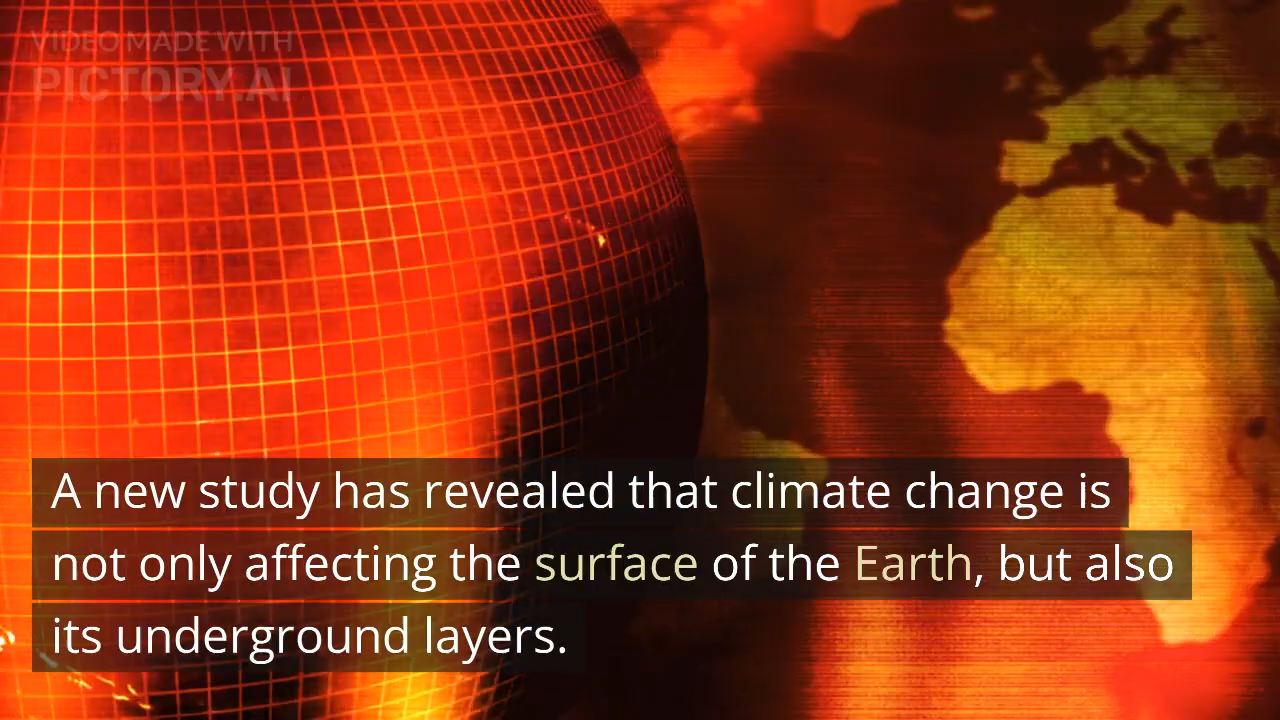 VIDEO MADE WITH
PICTORY.AI
A new study has revealed that climate change is
not only affecting the surface of the Earth, but also
its underground layers.